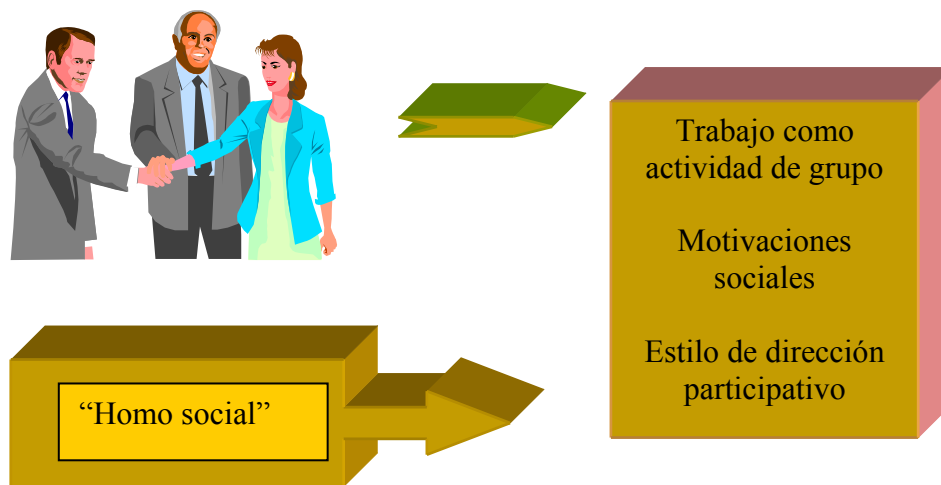 Trabajo como
actividad de grupo
Motivaciones
sociales
Estilo de dirección
participativo
“Homo social”